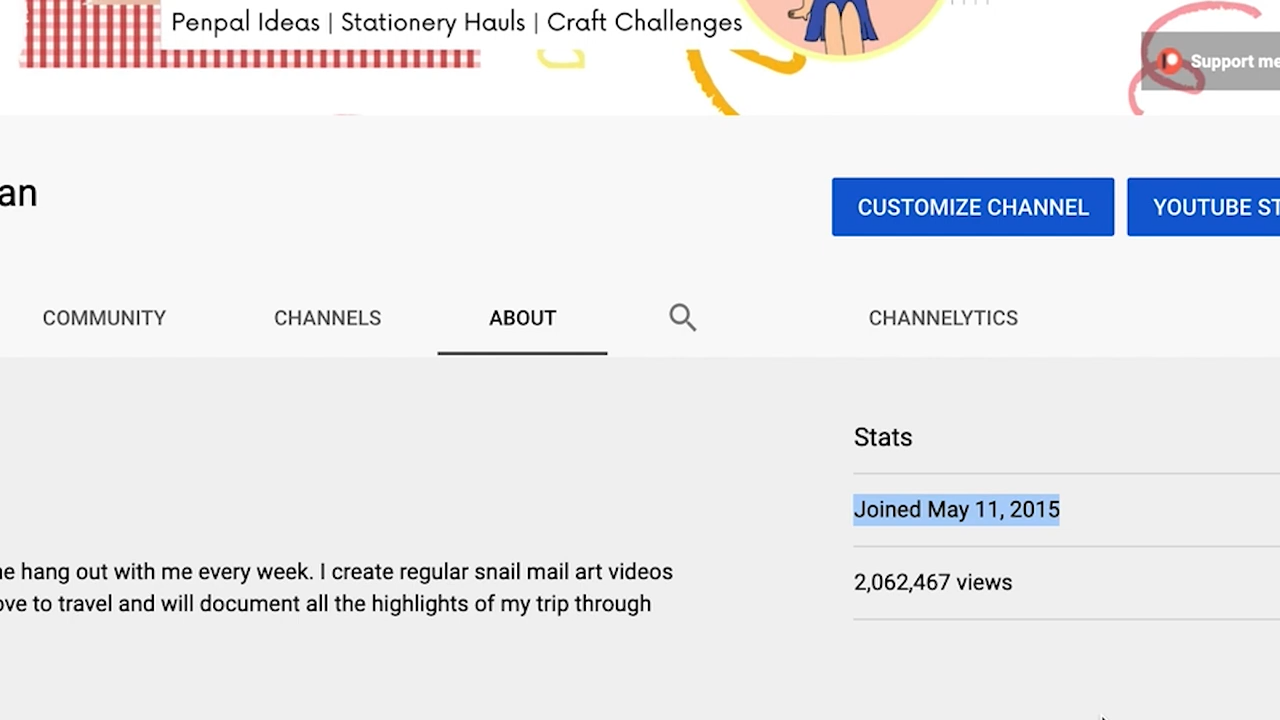 Penpal Ideas | Stationery Hauls | Craft Challenges
Support me
an
CUSTOMIZE CHANNEL
YOUTUBE ST
COMMUNITY
CHANNELS
ABOUT
CHANNELYTICS
Stats
Joined May 11, 2015
2,062,467 views
e hang out with me every week. I create regular snail mail art videos
ove to travel and will document all the highlights of my trip through